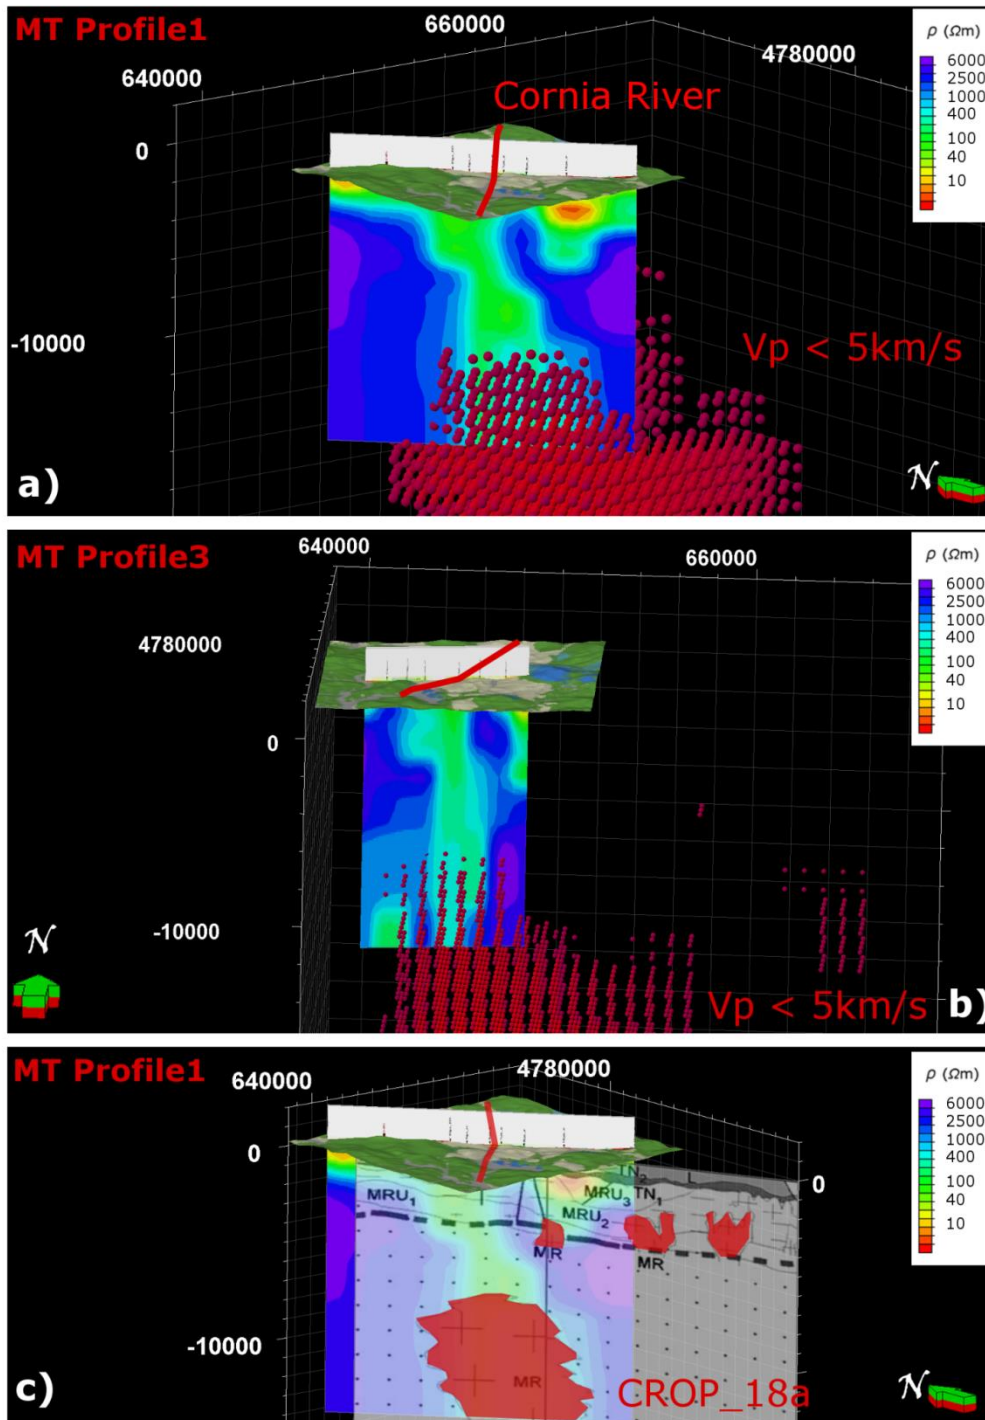 MT Profile1
660000
4780000
640000
Cornia River
0
-10000
Vp < 5km/s
ρ (Ωm)
6000
2500
1000
400
100
40
10
a)
N
MT Profile3
640000
660000
4780000
0
-10000
N
Vp < 5km/s
ρ (Ωm)
6000
2500
1000
400
100
40
10
b)
MT Profile1
640000
4780000
0
0
-10000
MRU1
TN2
L
MRU3
TN1
MRU2
MR
MR
MR
CROP_18a
ρ (Ωm)
6000
2500
1000
400
100
40
10
c)
N